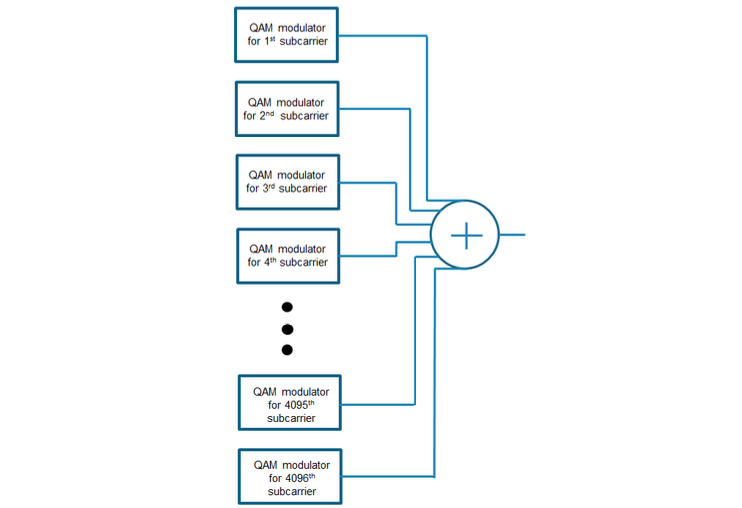 QAM modulator
for 1st subcarrier
QAM modulator
for 2nd subcarrier
QAM modulator
for 3rd subcarrier
QAM modulator
for 4th subcarrier
QAM modulator
for 4095th
subcarrier
QAM modulator
for 4096th
subcarrier